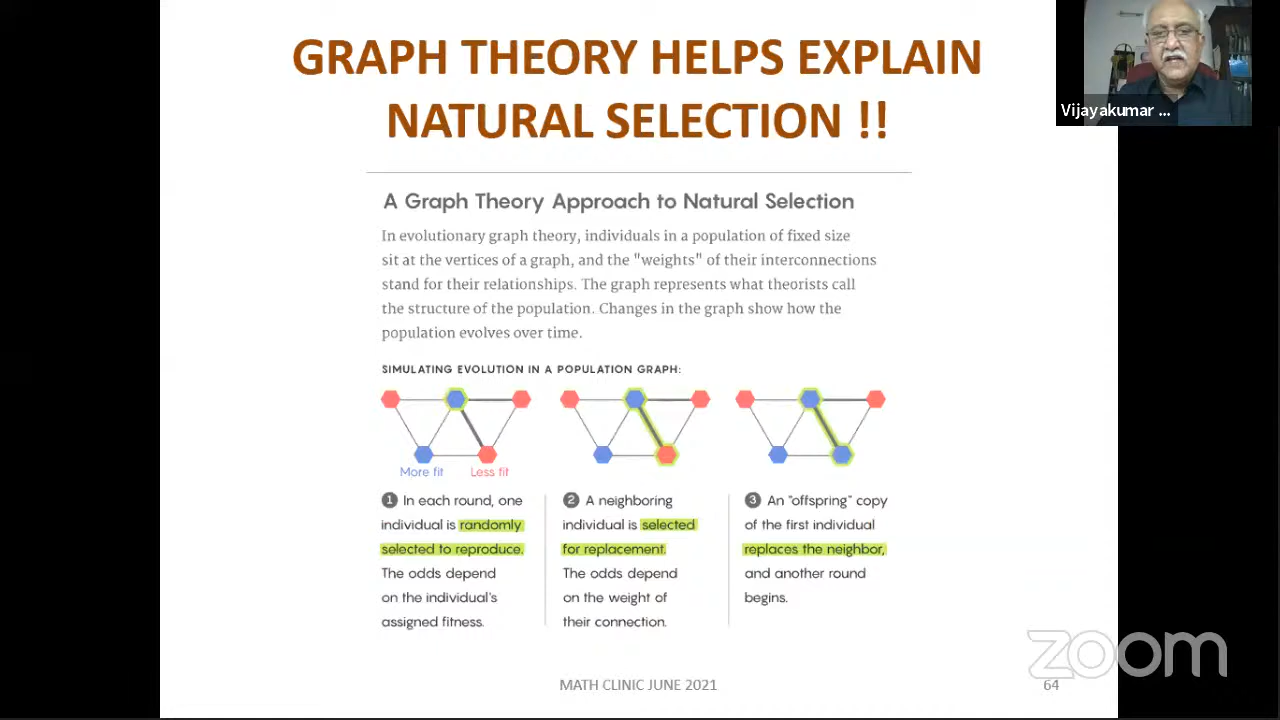 GRAPH THEORY HELPS EXPLAIN
NATURAL SELECTION !!
Vijayakumar ...
A Graph Theory Approach to Natural Selection
In evolutionary graph theory, individuals in a population of fixed size
sit at the vertices of a graph, and the "weights" of their interconnections
stand for their relationships. The graph represents what theorists call
the structure of the population. Changes in the graph show how the
population evolves over time.
SIMULATING EVOLUTION IN A POPULATION GRAPH:
More fit
Less fit
1 In each round, one
individual is randomly
selected to reproduce.
The odds depend
on the individual's
assigned fitness.
2 A neighboring
individual is selected
for replacement.
The odds depend
on the weight of
their connection.
3 An "offspring" copy
of the first individual
replaces the neighbor,
and another round
begins.
zoom
MATH CLINIC JUNE 2021
64